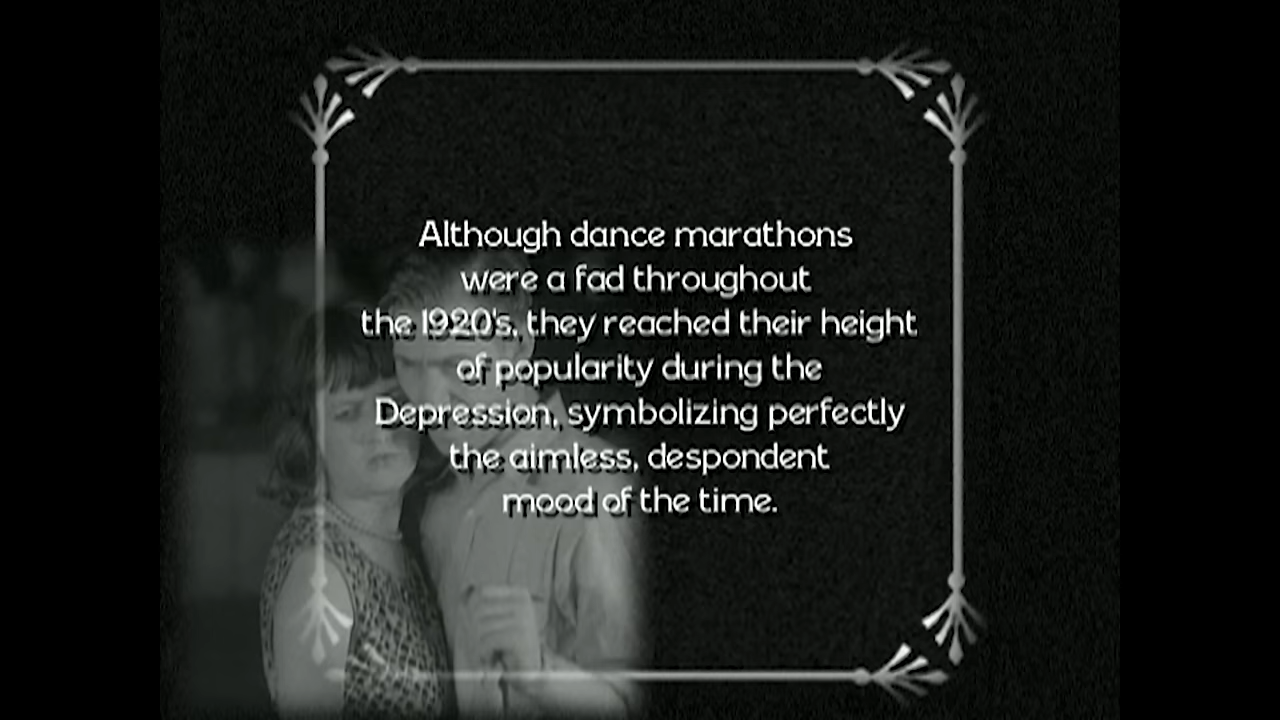 Although dance marathons
were a fad throughout
the 1920's, they reached their height
of popularity during the
Depression, symbolizing perfectly
the aimless, despondent
mood of the time.